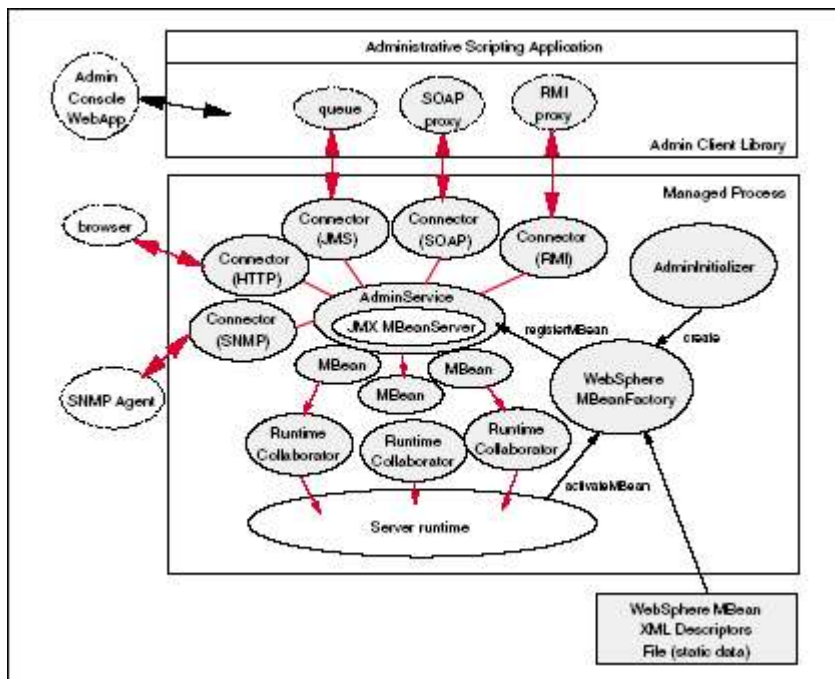 Administrative Scripting Application
Admin
Console
WebApp
queue
SOAP
proxy
RMI
proxy
Admin Client Library
Managed Process
browser
Connector
(JMS)
Connector
(SOAP)
Connector
(RMI)
Connector
(HTTP)
AdminInitializer
AdminService
JMX MBeanServer
registerMBean
create
Connector
(SNMP)
SNMP Agent
MBean
MBean
MBean
WebSphere
MBeanFactory
Runtime
Collaborator
Runtime
Collaborator
Runtime
Collaborator
activateMBean
Server runtime
WebSphere MBean
XML Descriptors
File (static data)